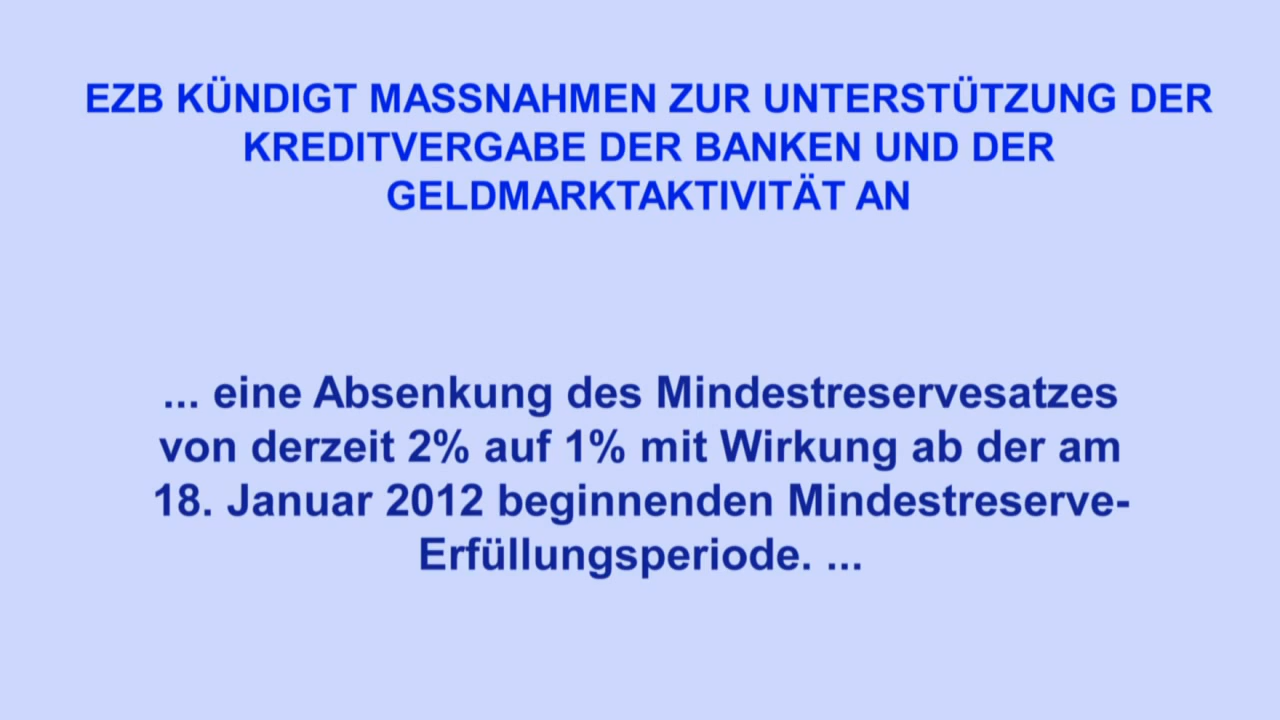 EZB KÜNDIGT MASSNAHMEN ZUR UNTERSTÜTZUNG DER
KREDITVERGABE DER BANKEN UND DER
GELDMARKTAKTIVITÄT AN
... eine Absenkung des Mindestreservesatzes
von derzeit 2% auf 1% mit Wirkung ab der am
18. Januar 2012 beginnenden Mindestreserve-
Erfüllungsperiode. ...